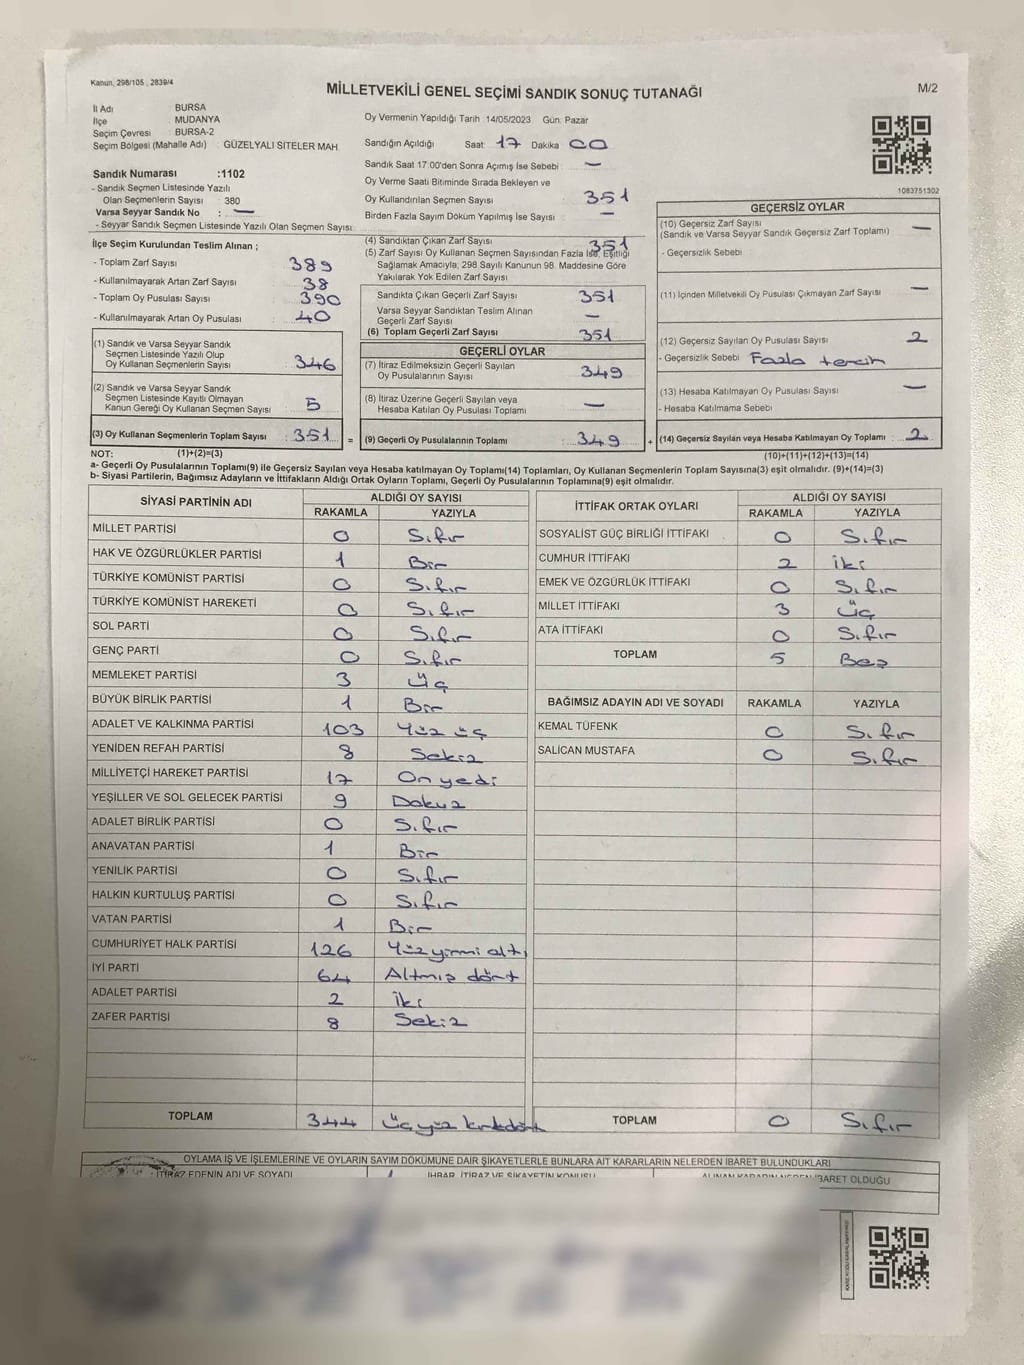 Kanun, 298/105 , 2839/4
MİLLETVEKİLİ GENEL SEÇİMİ SANDIK SONUÇ TUTANAĞI
M/2
İl Adı BURSA
İlçe MUDANYA
Seçim Çevresi BURSA-2
Seçim Bölgesi (Mahalle Adı) GÜZELYALI SİTELER MAH
Sandık Numarası :1102
- Sandık Seçmen Listesinde Yazılı
Olan Seçmenlerin Sayısı 380
Varsa Seyyar Sandık No : —
- Seyyar Sandık Seçmen Listesinde Yazılı Olan Seçmen Sayısı
Oy Vermenin Yapıldığı Tarih 14/05/2023 Gün. Pazar
Sandığın Açıldığı Saat 17 Dakika 00
Sandık Saat 17:00'den Sonra Açımış İse Sebebi —
Oy Verme Saati Bitiminde Sırada Bekleyen ve
Oy Kullandırılan Seçmen Sayısı 351
Birden Fazla Sayım Döküm Yapılmış İse Sayısı —
1083751302
İlçe Seçim Kurulundan Teslim Alınan ;
- Toplam Zarf Sayısı 389
- Kullanılmayarak Artan Zarf Sayısı 38
- Toplam Oy Pusulası Sayısı 390
- Kullanılmayarak Artan Oy Pusulası 40
(1) Sandık ve Varsa Seyyar Sandık
Seçmen Listesinde Yazılı Olup
Oy Kullanan Seçmenlerin Sayısı 346
(2) Sandık ve Varsa Seyyar Sandık
Seçmen Listesinde Kayıtlı Olmayan
Kanun Gereği Oy Kullanan Seçmen Sayısı 5
(3) Oy Kullanan Seçmenlerin Toplam Sayısı : 351 =
(4) Sandıktan Çıkan Zarf Sayısı 351
(5) Zarf Sayısı Oy Kullanan Seçmen Sayısından Fazla İse, Eşitliği
Sağlamak Amacıyla; 298 Sayılı Kanunun 98. Maddesine Göre
Yakılarak Yok Edilen Zarf Sayısı
Sandıkta Çıkan Geçerli Zarf Sayısı 351
Varsa Seyyar Sandıktan Teslim Alınan
Geçerli Zarf Sayısı —
(6) Toplam Geçerli Zarf Sayısı 351
GEÇERLİ OYLAR
(7) İtiraz Edilmeksizin Geçerli Sayılan
Oy Pusulalarının Sayısı 349
(8) İtiraz Üzerine Geçerli Sayılan veya
Hesaba Katılan Oy Pusulası Toplamı —
(9) Geçerli Oy Pusulalarının Toplamı 349 +
GEÇERSİZ OYLAR
(10) Geçersiz Zarf Sayısı
(Sandık ve Varsa Seyyar Sandık Geçersiz Zarf Toplamı) —
- Geçersizlik Sebebi
(11) İçinden Milletvekili Oy Pusulası Çıkmayan Zarf Sayısı —
(12) Geçersiz Sayılan Oy Pusulası Sayısı 2
- Geçersizlik Sebebi Fazla tercih
(13) Hesaba Katılmayan Oy Pusulası Sayısı —
- Hesaba Katılmama Sebebi
(14) Geçersiz Sayılan veya Hesaba Katılmayan Oy Toplamı : 2
NOT: (1)+(2)=(3) (10)+(11)+(12)+(13)=(14)
a- Geçerli Oy Pusulalarının Toplamı(9) ile Geçersiz Sayılan veya Hesaba katılmayan Oy Toplamı(14) Toplamları, Oy Kullanan Seçmenlerin Toplam Sayısına(3) eşit olmalıdır. (9)+(14)=(3)
b- Siyasi Partilerin, Bağımsız Adayların ve İttifakların Aldığı Ortak Oyların Toplamı, Geçerli Oy Pusulalarının Toplamına(9) eşit olmalıdır.
SİYASİ PARTİNİN ADI ALDIĞI OY SAYISI
RAKAMLA YAZIYLA
MİLLET PARTİSİ 0 Sıfır
HAK VE ÖZGÜRLÜKLER PARTİSİ 1 Bir
TÜRKİYE KOMÜNİST PARTİSİ 0 Sıfır
TÜRKİYE KOMÜNİST HAREKETİ 0 Sıfır
SOL PARTİ 0 Sıfır
GENÇ PARTİ 0 Sıfır
MEMLEKET PARTİSİ 3 Üç
BÜYÜK BİRLİK PARTİSİ 1 Bir
ADALET VE KALKINMA PARTİSİ 103 Yüz üç
YENİDEN REFAH PARTİSİ 8 Sekiz
MİLLİYETÇİ HAREKET PARTİSİ 17 On yedi
YEŞİLLER VE SOL GELECEK PARTİSİ 9 Dokuz
ADALET BİRLİK PARTİSİ 0 Sıfır
ANAVATAN PARTİSİ 1 Bir
YENİLİK PARTİSİ 0 Sıfır
HALKIN KURTULUŞ PARTİSİ 0 Sıfır
VATAN PARTİSİ 1 Bir
CUMHURİYET HALK PARTİSİ 126 Yüz yirmi altı
İYİ PARTİ 64 Altmış dört
ADALET PARTİSİ 2 İki
ZAFER PARTİSİ 8 Sekiz
TOPLAM 344 Üç yüz kırkdört
İTTİFAK ORTAK OYLARI ALDIĞI OY SAYISI
RAKAMLA YAZIYLA
SOSYALİST GÜÇ BİRLİĞİ İTTİFAKI 0 Sıfır
CUMHUR İTTİFAKI 2 İki
EMEK VE ÖZGÜRLÜK İTTİFAKI 0 Sıfır
MİLLET İTTİFAKI 3 Üç
ATA İTTİFAKI 0 Sıfır
TOPLAM 5 Beş
BAĞIMSIZ ADAYIN ADI VE SOYADI RAKAMLA YAZIYLA
KEMAL TÜFENK 0 Sıfır
SALİCAN MUSTAFA 0 Sıfır
TOPLAM 0 Sıfır
OYLAMA İŞ VE İŞLEMLERİNE VE OYLARIN SAYIM DÖKÜMÜNE DAİR ŞİKAYETLERLE BUNLARA AİT KARARLARIN NELERDEN İBARET BULUNDUKLARI
İTİRAZ EDENİN ADI VE SOYADI İHBAR, İTİRAZ VE ŞİKAYETİN KONUSU ALINAN KARARIN NEDEN İBARET OLDUĞU